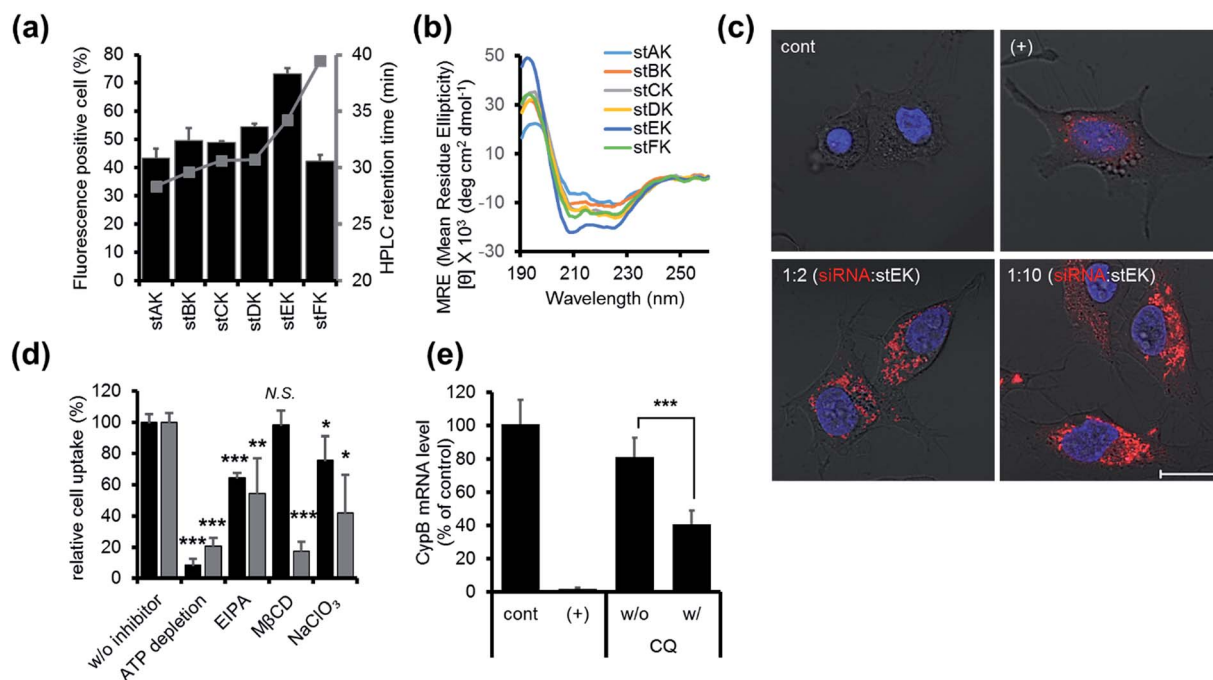 (a)
Fluorescence positive cell (%)
80
70
60
50
40
30
20
10
0
HPLC retention time (min)
40
35
30
25
20
stAK
stBK
stCK
stDK
stEK
stFK
(b)
MRE (Mean Residue Ellipticity)
[θ] X 10³ (deg cm² dmol⁻¹)
50
30
10
-10
-30
190
210
230
250
Wavelength (nm)
stAK
stBK
stCK
stDK
stEK
stFK
(c)
cont
(+)
1:2 (siRNA:stEK)
1:10 (siRNA:stEK)
(d)
relative cell uptake (%)
120
100
80
60
40
20
0
***
***
***
**
N.S.
***
*
*
w/o inhibitor
ATP depletion
EIPA
MβCD
NaClO₃
(e)
CypB mRNA level
(% of control)
120
100
80
60
40
20
0
***
cont
(+)
w/o
w/
CQ